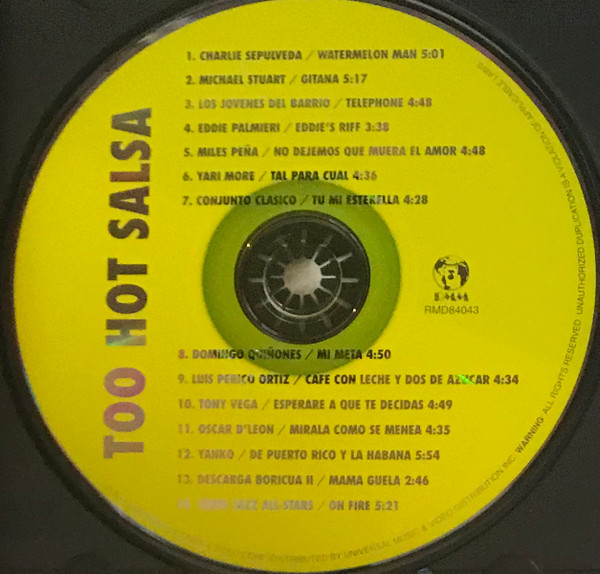 TOO HOT SALSA
1. CHARLIE SEPULVEDA / WATERMELON MAN 5:01
2. MICHAEL STUART / GITANA 5:17
3. LOS JOVENES DEL BARRIO / TELEPHONE 4:48
4. EDDIE PALMIERI / EDDIE'S RIFF 3:38
5. MILES PEÑA / NO DEJEMOS QUE MUERA EL AMOR 4:48
6. YARI MORE / TAL PARA CUAL 4:36
7. CONJUNTO CLASICO / TU MI ESTRELLA 4:28
RMD84043
8. DOMINGO QUIÑONES / MI META 4:50
9. LUIS PERICO ORTIZ / CAFE CON LECHE Y DOS DE AZUCAR 4:34
10. TONY VEGA / ESPERARE A QUE TE DECIDAS 4:49
11. OSCAR D'LEON / MIRALA COMO SE MENEA 4:35
12. YANKO / DE PUERTO RICO Y LA HABANA 5:54
13. DESCARGA BORICUA II / MAMA GUELA 2:46
14. JAZZ ALL-STARS / ON FIRE 5:21
DISTRIBUTED BY UNIVERSAL MUSIC & VIDEO DISTRIBUTION INC. WARNING: ALL RIGHTS RESERVED. UNAUTHORIZED DUPLICATION IS A VIOLATION OF APPLICABLE LAWS